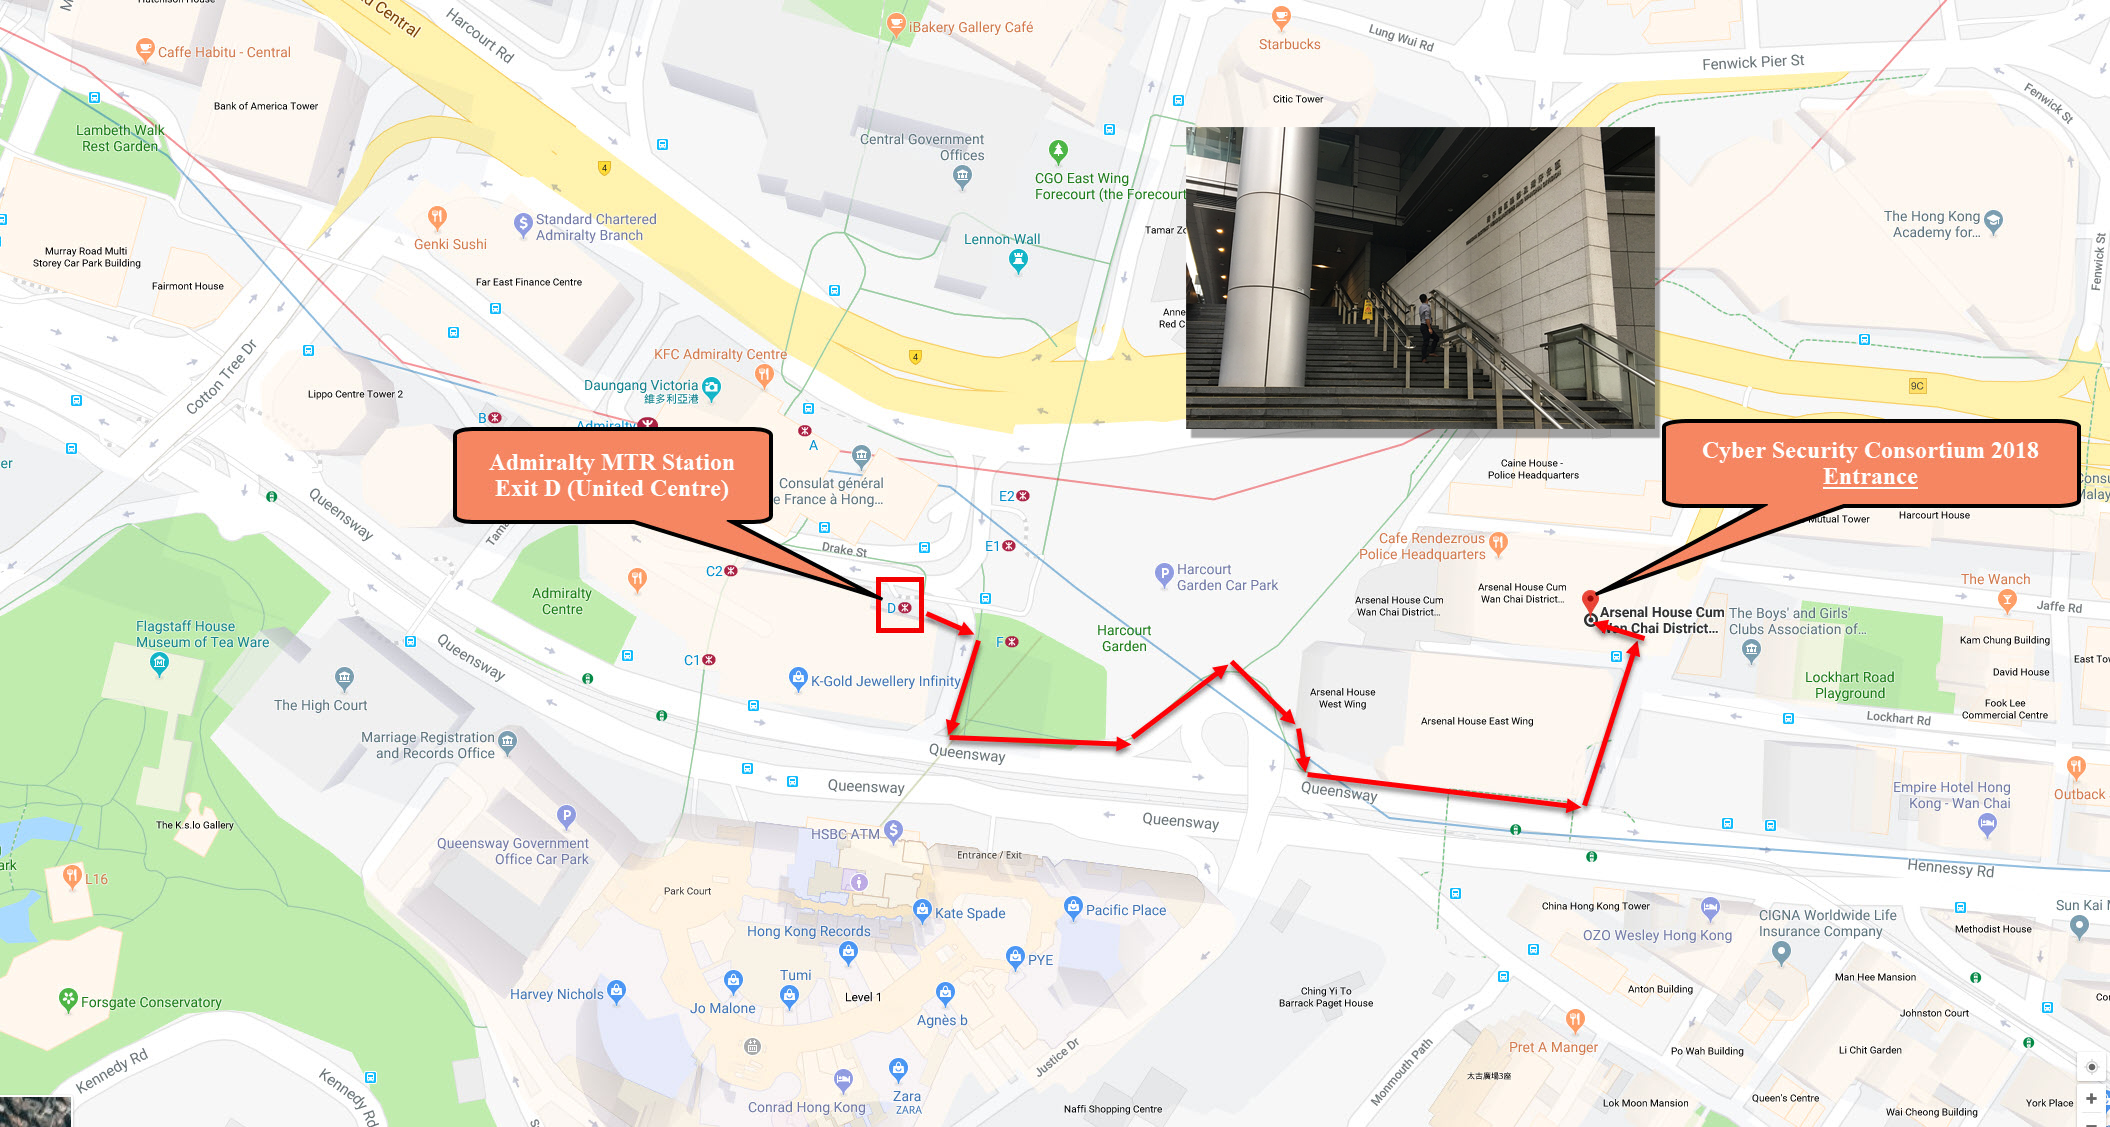 Hutchison House
Central
Harcourt Rd
iBakery Gallery Café
Starbucks
Lung Wui Rd
Fenwick Pier St
Caffe Habitu - Central
Bank of America Tower
Citic Tower
Fenwick St
Lambeth Walk
Rest Garden
Central Government
Offices
CGO East Wing
Forecourt (the Forecourt
4
Standard Chartered
Admiralty Branch
Genki Sushi
Lennon Wall
Tamar Zo
The Hong Kong
Academy for...
Fenwick St
Murray Road Multi
Storey Car Park Building
Fairmont House
Far East Finance Centre
Anne
Red C
KFC Admiralty Centre
4
9C
Daungang Victoria
維多利亞港
Cotton Tree Dr
Lippo Centre Tower 2
B
Admiralty
A
Admiralty MTR Station
Exit D (United Centre)
Cyber Security Consortium 2018
Entrance
er
Consulat général
e France à Hong...
Caine House -
Police Headquarters
Consu
Malay
Queensway
Tama
E2
Mutual Tower
Harcourt House
Drake St
E1
Cafe Rendezrous
Police Headquarters
C2
Harcourt
Garden Car Park
Admiralty
Centre
D
Arsenal House Cum
Wan Chai District...
Arsenal House Cum
Wan Chai District...
The Wanch
Jaffe Rd
Arsenal House Cum
Wan Chai District...
The Boys' and Girls'
Clubs Association of...
Flagstaff House
Museum of Tea Ware
Queensway
C1
F
Harcourt
Garden
Kam Chung Building
East Tow
David House
K-Gold Jewellery Infinity
Arsenal House
West Wing
Arsenal House East Wing
Lockhart Road
Playground
Fook Lee
Commercial Centre
Lockhart Rd
The High Court
Marriage Registration
and Records Office
Queensway
Queensway
Queensway
Queensway
Empire Hotel Hong
Kong - Wan Chai
Outback
The K.s.lo Galery
HSBC ATM
Queensway Government
Office Car Park
Entrance / Exit
Hennessy Rd
ark
L16
Park Court
Kate Spade
Pacific Place
China Hong Kong Tower
OZO Wesley Hong Kong
CIGNA Worldwide Life
Insurance Company
Sun Kai
Methodist House
Hong Kong Records
PYE
Tumi
Harvey Nichols
Jo Malone
Level 1
Agnès b
Ching Yi To
Barrack Paget House
Man Hee Mansion
Anton Building
Johnston Court
Forsgate Conservatory
Pret A Manger
Po Wah Building
Li Chit Garden
Kennedy Rd
Kennedy Rd
Justice Dr
Monmouth Path
太古廣場3座
Conrad Hong Kong
Zara
ZARA
Naffi Shopping Centre
Lok Moon Mansion
Queen's Centre
Wai Cheong Building
York Place